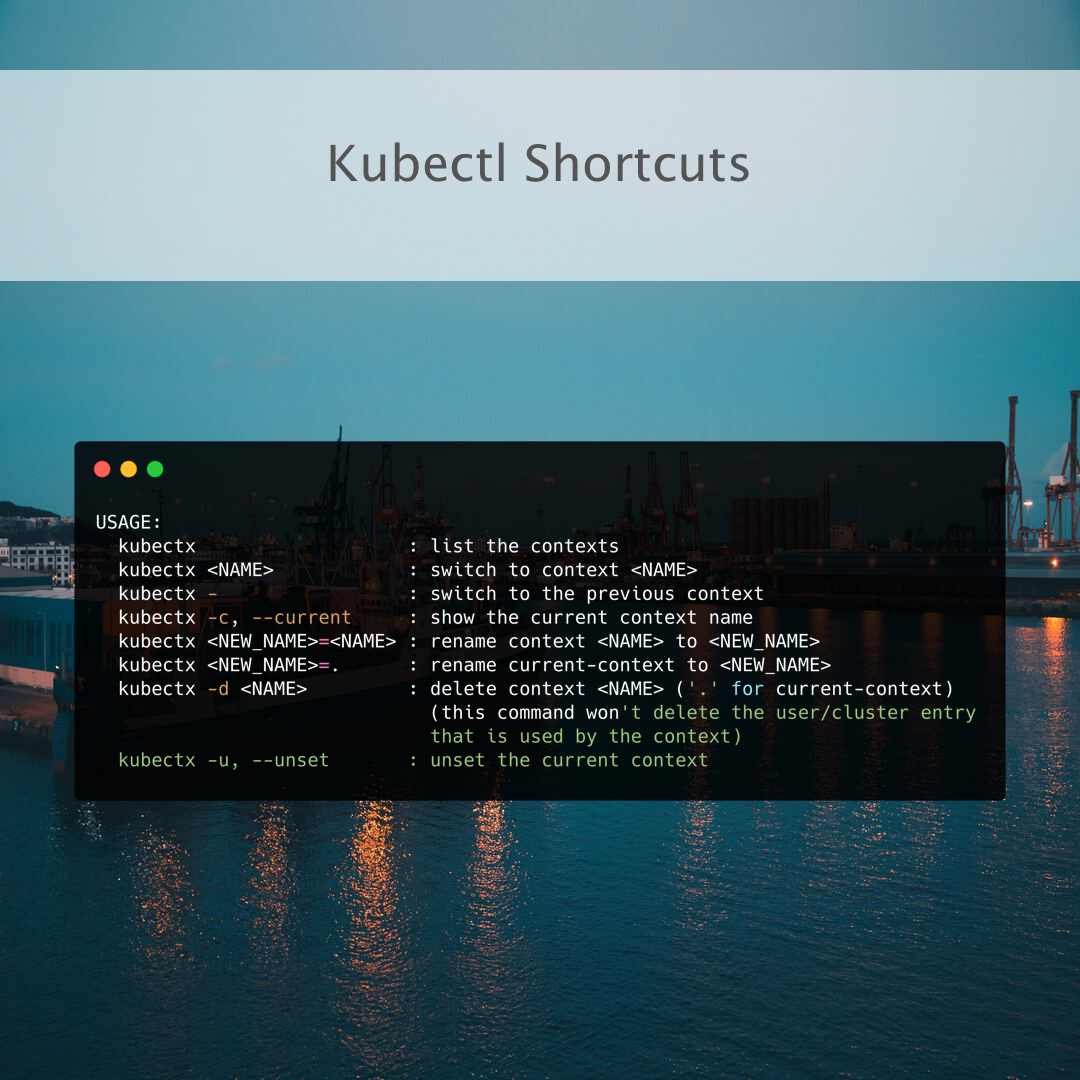 Kubectl Shortcuts
USAGE:
  kubectx                   : list the contexts
  kubectx <NAME>            : switch to context <NAME>
  kubectx -                 : switch to the previous context
  kubectx -c, --current     : show the current context name
  kubectx <NEW_NAME>=<NAME> : rename context <NAME> to <NEW_NAME>
  kubectx <NEW_NAME>=.      : rename current-context to <NEW_NAME>
  kubectx -d <NAME>         : delete context <NAME> ('.' for current-context)
                              (this command won't delete the user/cluster entry
                              that is used by the context)
  kubectx -u, --unset       : unset the current context